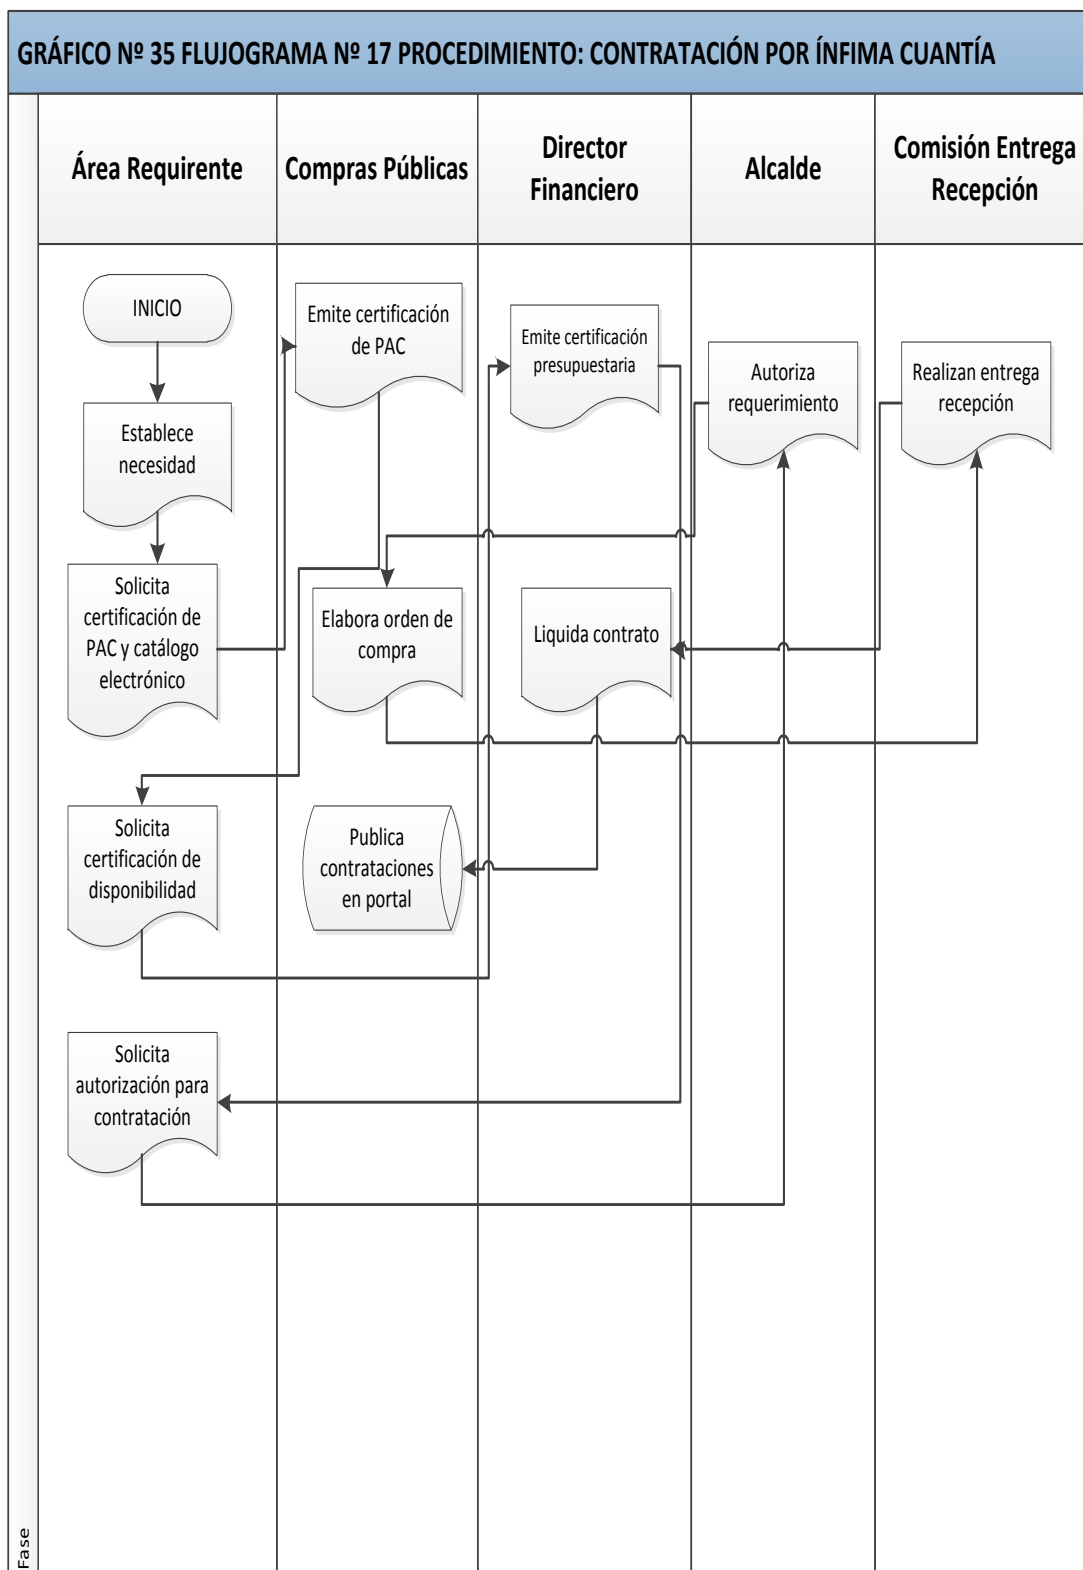 GRÁFICO Nº 35 FLUJOGRAMA Nº 17 PROCEDIMIENTO: CONTRATACIÓN POR ÍNFIMA CUANTÍA
Área Requirente
Compras Públicas
Director
Financiero
Alcalde
Comisión Entrega
Recepción
INICIO
Establece
necesidad
Solicita
certificación de
PAC y catálogo
electrónico
Solicita
certificación de
disponibilidad
Solicita
autorización para
contratación
Emite certificación
de PAC
Elabora orden de
compra
Publica
contrataciones
en portal
Emite certificación
presupuestaria
Liquida contrato
Autoriza
requerimiento
Realizan entrega
recepción
Fase